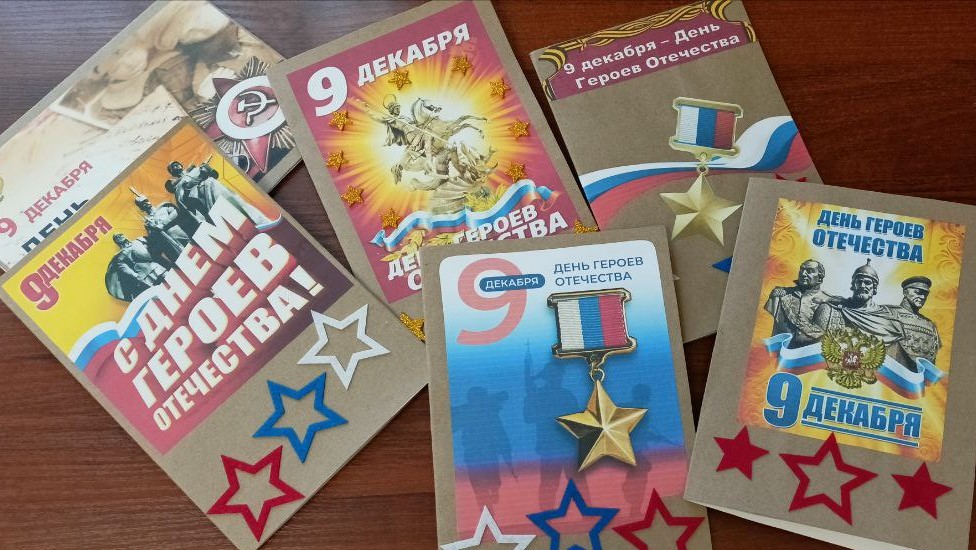 9 ДЕКАБРЯ
ДЕНЬ
9 ДЕКАБРЯ
ГЕРОЕВ
ОТЕЧЕСТВА
9 декабря – День
Героев Отечества
9 ДЕКАБРЯ
С ДНЕМ
ГЕРОЕВ
ОТЕЧЕСТВА!
9 ДЕКАБРЯ
ДЕНЬ ГЕРОЕВ
ОТЕЧЕСТВА
ДЕНЬ ГЕРОЕВ
ОТЕЧЕСТВА
9 ДЕКАБРЯ